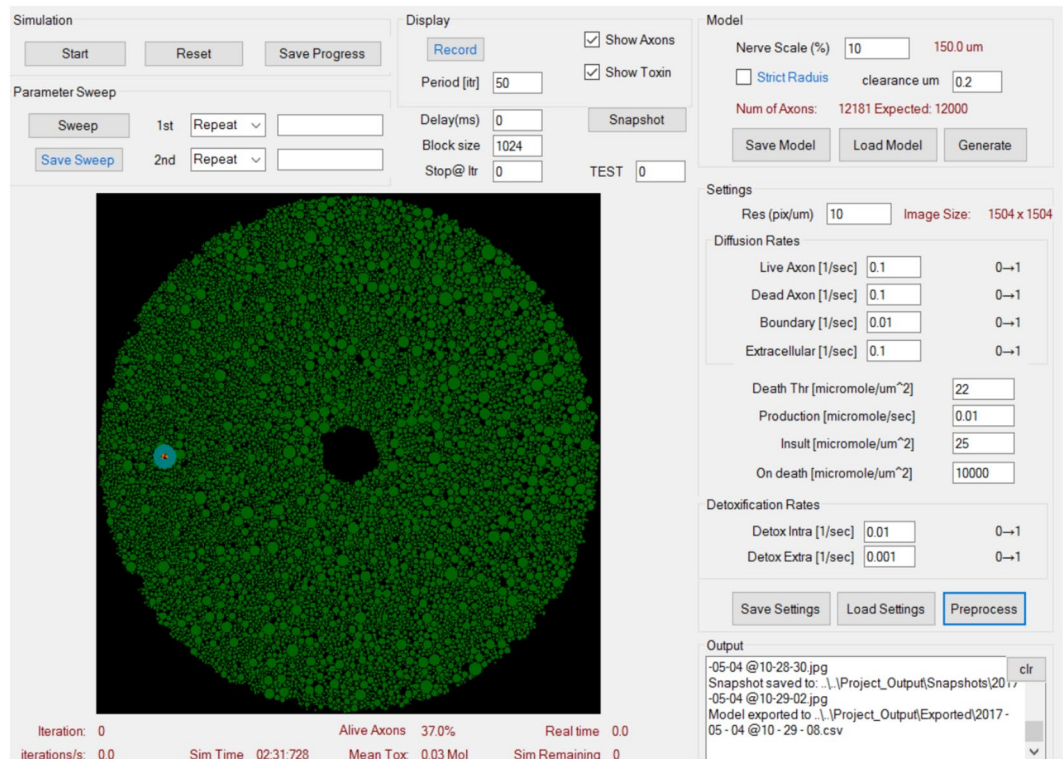 Simulation
Start Reset Save Progress
Parameter Sweep
Sweep 1st Repeat
Save Sweep 2nd Repeat
Display
Record Show Axons
Show Toxin
Period [itr] 50
Delay(ms) 0 Snapshot
Block size 1024
Stop@ Itr 0 TEST 0
Model
Nerve Scale (%) 10 150.0 um
Strict Raduis clearance um 0.2
Num of Axons: 12181 Expected: 12000
Save Model Load Model Generate
Settings
Res (pix/um) 10 Image Size: 1504 x 1504
Diffusion Rates
Live Axon [1/sec] 0.1 0→1
Dead Axon [1/sec] 0.1 0→1
Boundary [1/sec] 0.01 0→1
Extracellular [1/sec] 0.1 0→1
Death Thr [micromole/um^2] 22
Production [micromole/sec] 0.01
Insult [micromole/um^2] 25
On death [micromole/um^2] 10000
Detoxification Rates
Detox Intra [1/sec] 0.01 0→1
Detox Extra [1/sec] 0.001 0→1
Save Settings Load Settings Preprocess
Output
-05-04 @10-28-30.jpg clr
Snapshot saved to: ..\..\Project_Output\Snapshots\2017
-05-04 @10-29-02.jpg
Model exported to ..\..\Project_Output\Exported\2017 -
05 - 04 @10 - 29 - 08.csv
Iteration: 0 Alive Axons 37.0% Real time 0.0
iterations/s: 0.0 Sim Time 02:31:728 Mean Tox: 0.03 Mol Sim Remaining 0